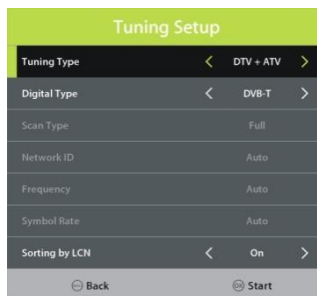 Tuning Setup
Tuning Type < DTV + ATV >
Digital Type < DVB-T >
Scan Type Full
Network ID Auto
Frequency Auto
Symbol Rate Auto
Sorting by LCN < On >
Back OK Start